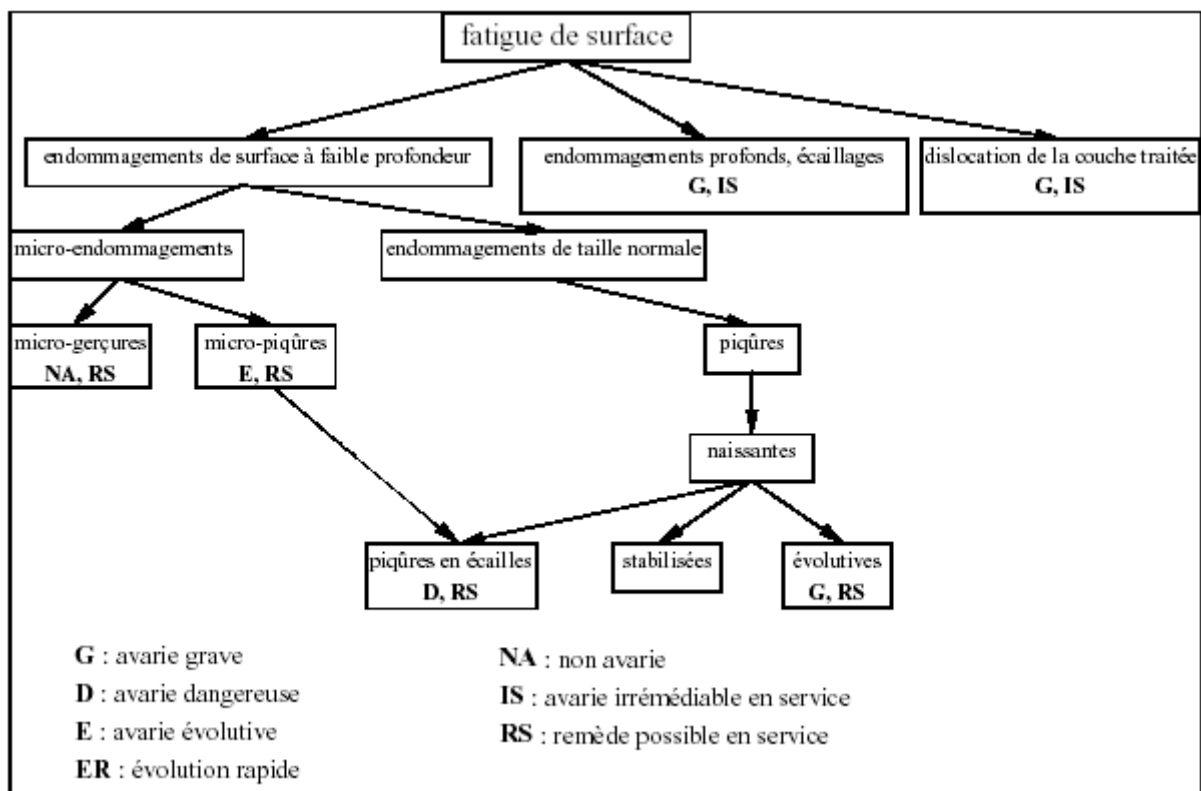 fatigue de surface
endommagements de surface à faible profondeur
endommagements profonds, écaillages
G, IS
dislocation de la couche traitée
G, IS
micro-endommagements
endommagements de taille normale
micro-gerçures
NA, RS
micro-piqûres
E, RS
piqûres
naissantes
piqûres en écailles
D, RS
stabilisées
évolutives
G, RS
G : avarie grave
D : avarie dangereuse
E : avarie évolutive
ER : évolution rapide
NA : non avarie
IS : avarie irrémédiable en service
RS : remède possible en service